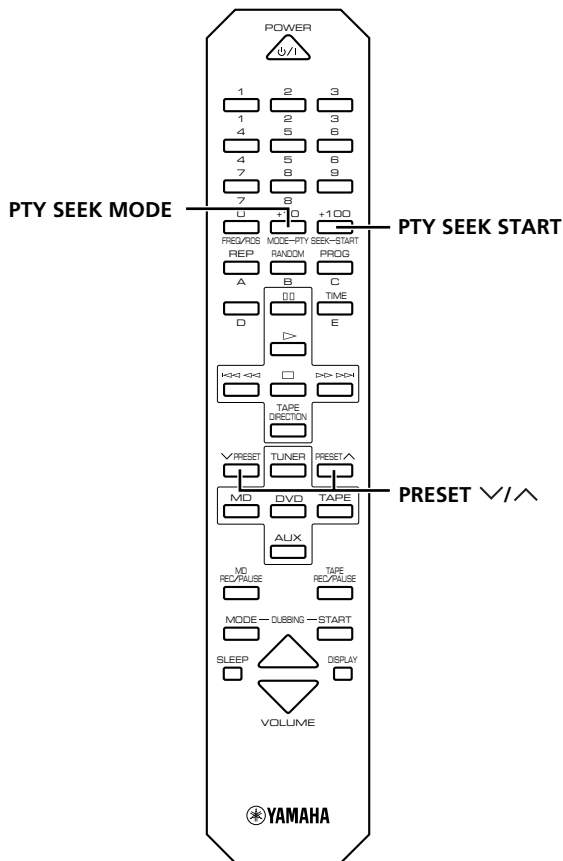 POWER
⏻/I
1 2 3
1 2 3
4 5 6
4 5 6
7 8 9
7 8
PTY SEEK MODE
0 +10 +100
PTY SEEK START
FREQ/RDS MODE–PTY SEEK–START
REP RANDOM PROG
A B C
TIME
D E
TAPE
DIRECTION
PRESET TUNER PRESET
MD DVD TAPE
PRESET
AUX
MD
REC/PAUSE
TAPE
REC/PAUSE
MODE – DUBBING – START
SLEEP DISPLAY
VOLUME
YAMAHA